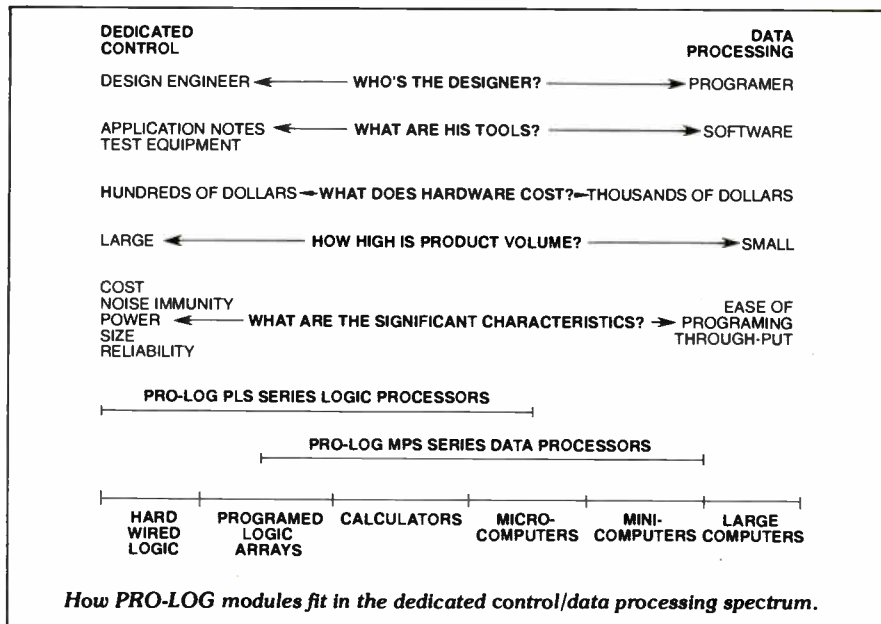 DEDICATED CONTROL
DATA PROCESSING
DESIGN ENGINEER WHO'S THE DESIGNER? PROGRAMER
APPLICATION NOTES
TEST EQUIPMENT
WHAT ARE HIS TOOLS? SOFTWARE
HUNDREDS OF DOLLARS WHAT DOES HARDWARE COST? THOUSANDS OF DOLLARS
LARGE HOW HIGH IS PRODUCT VOLUME? SMALL
COST
NOISE IMMUNITY
POWER
SIZE
RELIABILITY
WHAT ARE THE SIGNIFICANT CHARACTERISTICS?
EASE OF
PROGRAMING
THROUGH-PUT
PRO-LOG PLS SERIES LOGIC PROCESSORS
PRO-LOG MPS SERIES DATA PROCESSORS
HARD
WIRED
LOGIC
PROGRAMED
LOGIC
ARRAYS
CALCULATORS
MICRO-
COMPUTERS
MINI-
COMPUTERS
LARGE
COMPUTERS
How PRO-LOG modules fit in the dedicated control/data processing spectrum.